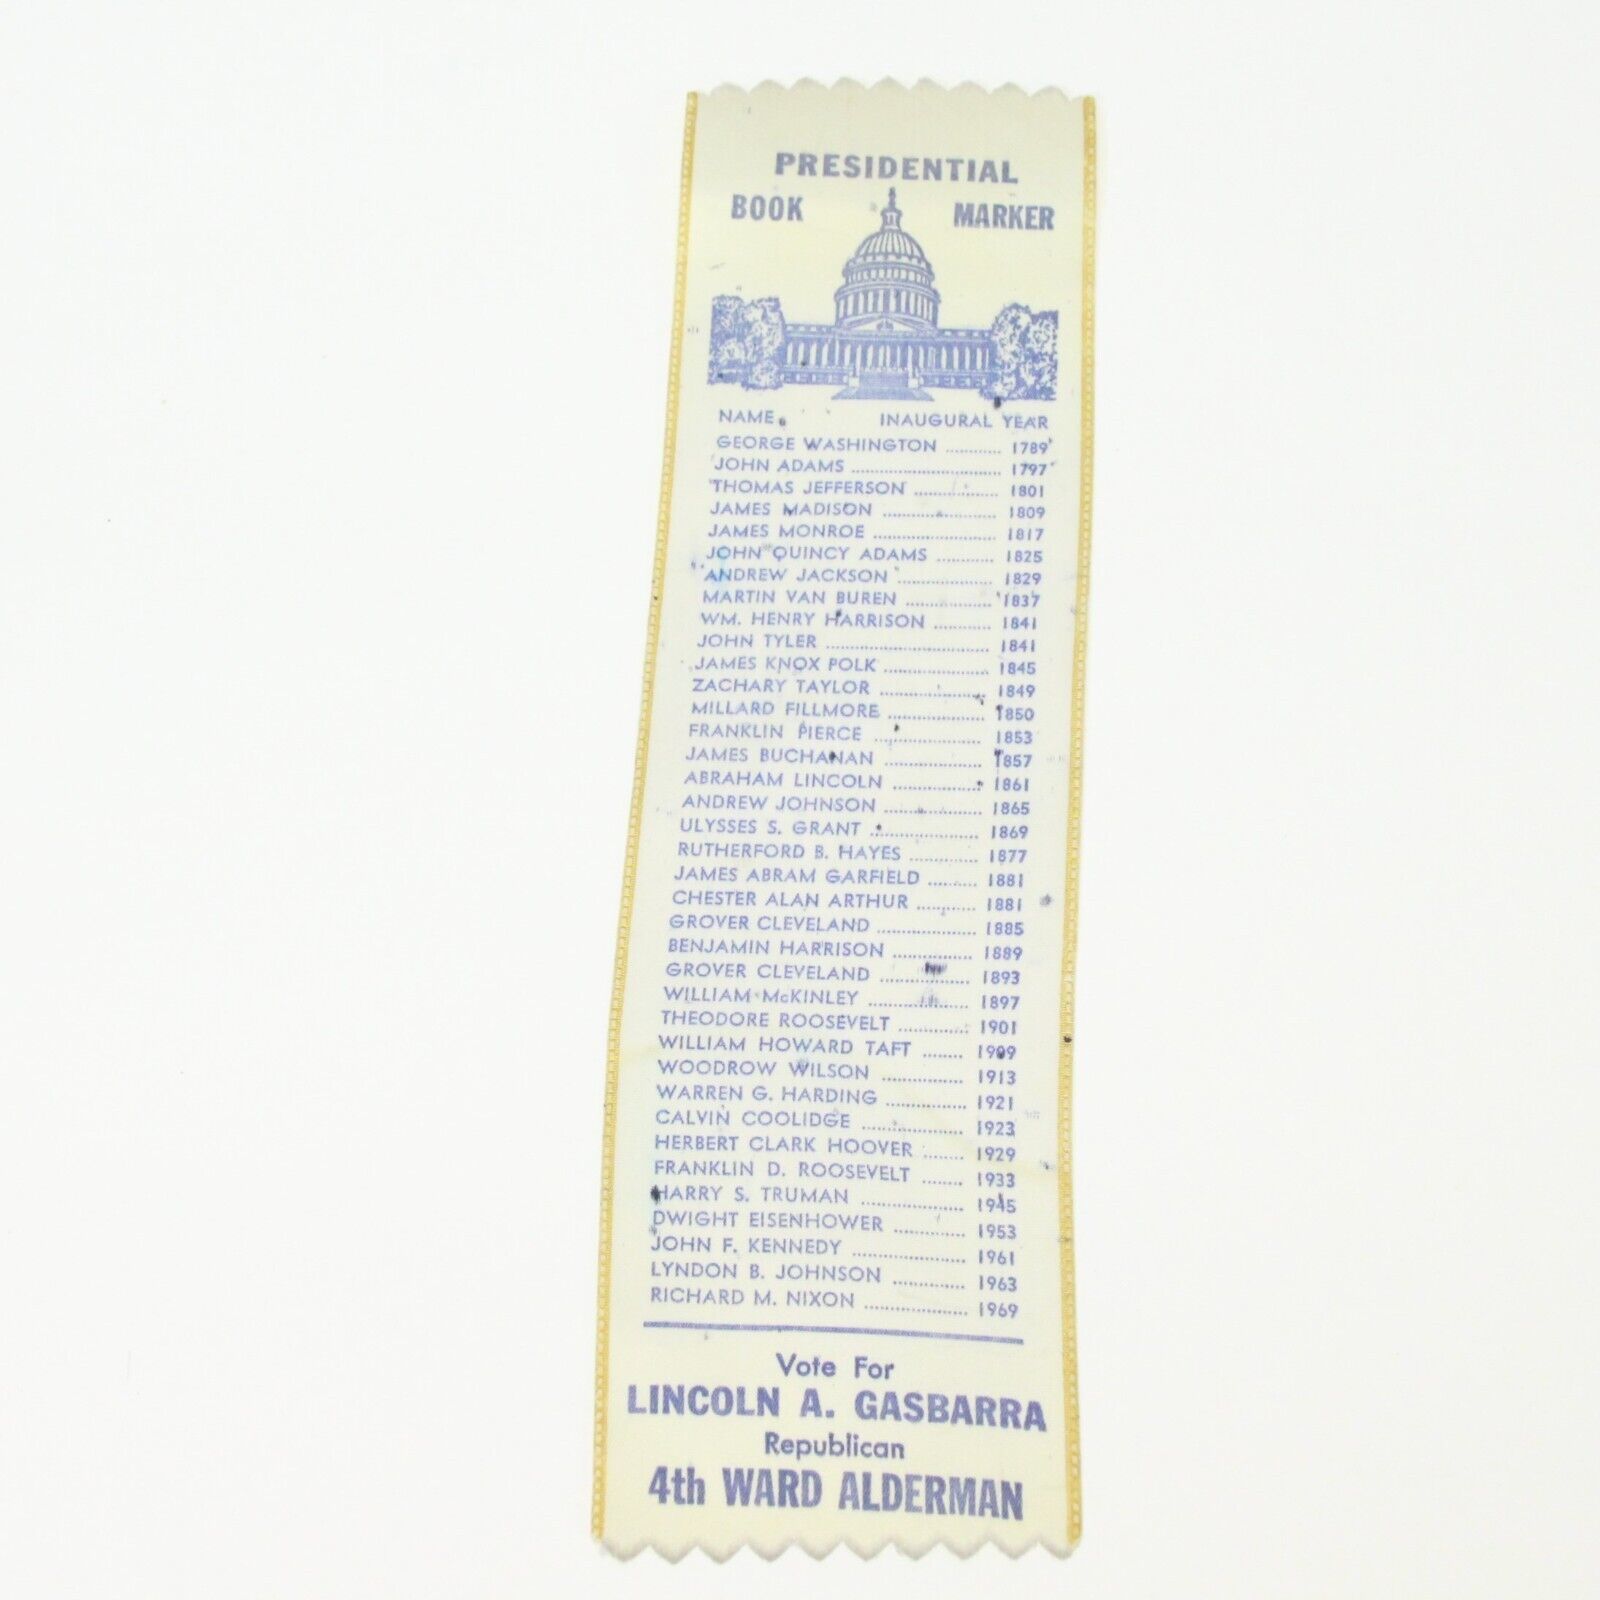 PRESIDENTIAL
BOOK MARKER
NAME INAUGURAL YEAR
GEORGE WASHINGTON ........... 1789
JOHN ADAMS .............................. 1797
THOMAS JEFFERSON ................. 1801
JAMES MADISON ....................... 1809
JAMES MONROE ......................... 1817
JOHN QUINCY ADAMS ............ 1825
ANDREW JACKSON ................... 1829
MARTIN VAN BUREN ................. 1837
WM. HENRY HARRISON ............ 1841
JOHN TYLER ................................. 1841
JAMES KNOX POLK ..................... 1845
ZACHARY TAYLOR ..................... 1849
MILLARD FILLMORE ................... 1850
FRANKLIN PIERCE ...................... 1853
JAMES BUCHANAN .................... 1857
ABRAHAM LINCOLN .................. 1861
ANDREW JOHNSON .................... 1865
ULYSSES S. GRANT ...................... 1869
RUTHERFORD B. HAYES .............. 1877
JAMES ABRAM GARFIELD .......... 1881
CHESTER ALAN ARTHUR ............ 1881
GROVER CLEVELAND .................... 1885
BENJAMIN HARRISON ................ 1889
GROVER CLEVELAND .................. 1893
WILLIAM McKINLEY .................... 1897
THEODORE ROOSEVELT .............. 1901
WILLIAM HOWARD TAFT ........ 1909
WOODROW WILSON ................ 1913
WARREN G. HARDING ................ 1921
CALVIN COOLIDGE .................... 1923
HERBERT CLARK HOOVER ........ 1929
FRANKLIN D. ROOSEVELT ........ 1933
HARRY S. TRUMAN .................... 1945
DWIGHT EISENHOWER .............. 1953
JOHN F. KENNEDY ...................... 1961
LYNDON B. JOHNSON .............. 1963
RICHARD M. NIXON .................... 1969
Vote For
LINCOLN A. GASBARRA
Republican
4th WARD ALDERMAN